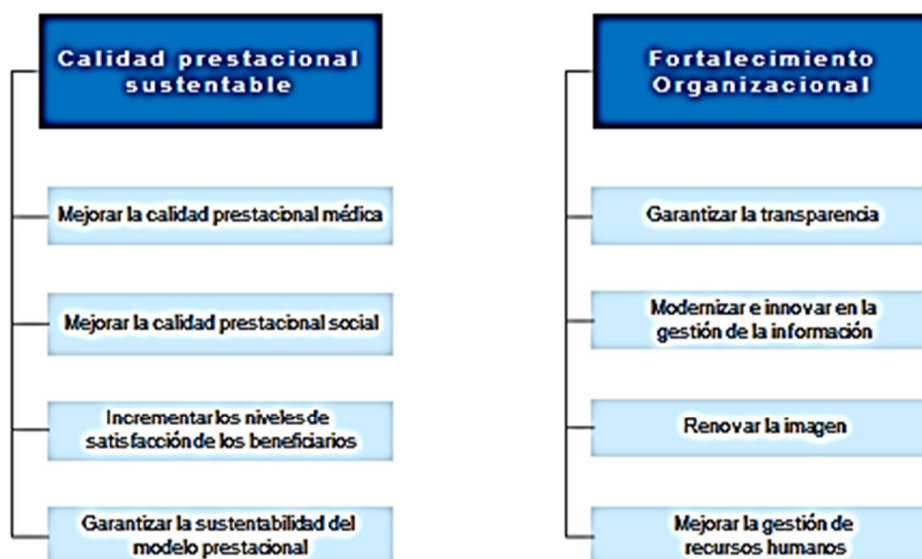 Calidad prestacional
sustentable
Mejorar la calidad prestacional médica
Mejorar la calidad prestacional social
Incrementar los niveles de
satisfacción de los beneficiarios
Garantizar la sustentabilidad del
modelo prestacional
Fortalecimiento
Organizacional
Garantizar la transparencia
Modernizar e innovar en la
gestión de la información
Renovar la imagen
Mejorar la gestión de
recursos humanos